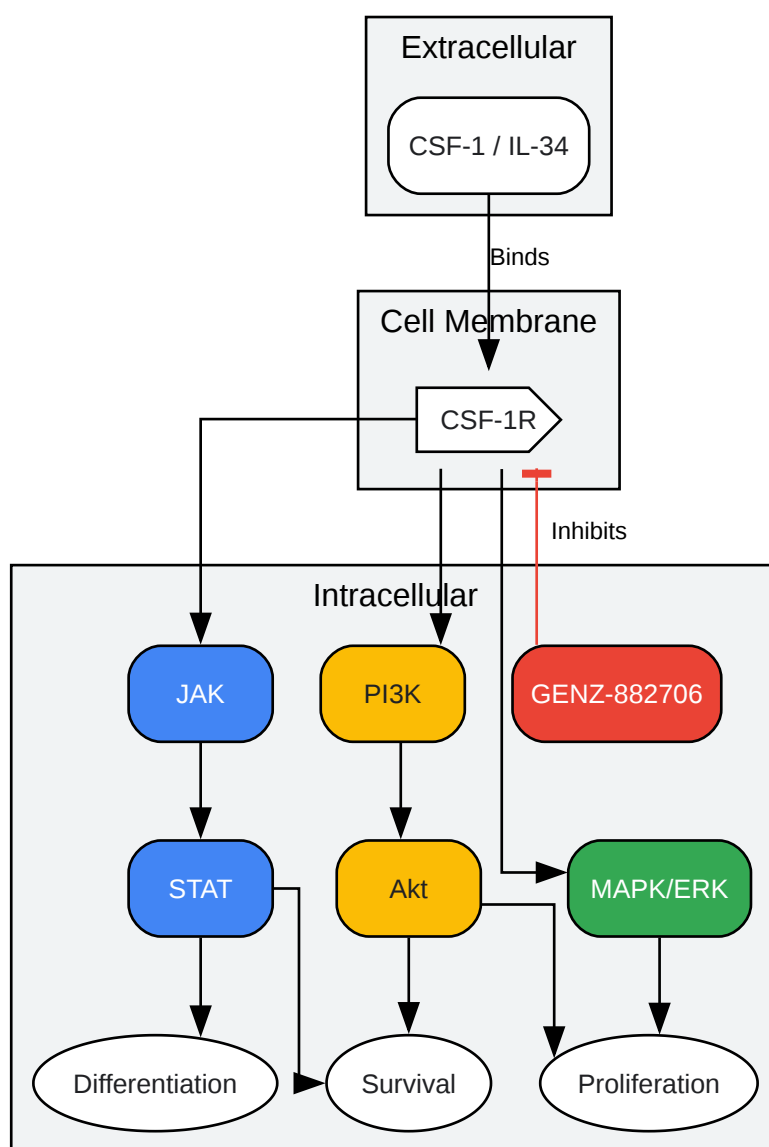 Extracellular
CSF-1 / IL-34
Binds
Cell Membrane
CSF-1R
Inhibits
Intracellular
JAK
PI3K
GENZ-882706
STAT
Akt
MAPK/ERK
Differentiation
Survival
Proliferation